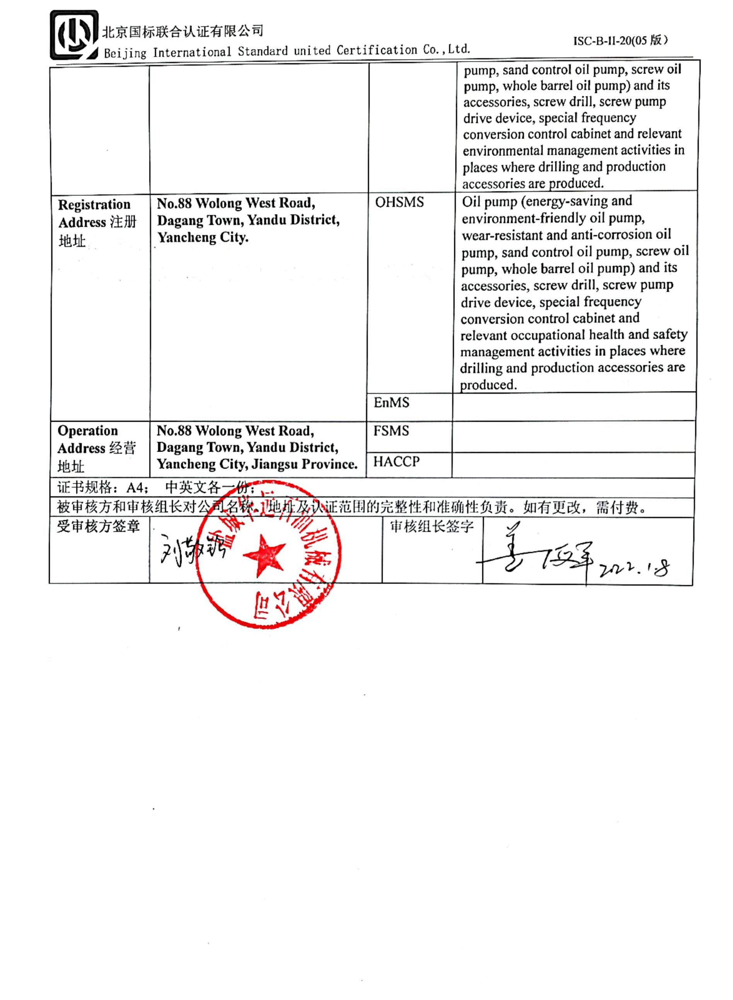 北京国标联合认证有限公司
Beijing International Standard united Certification Co.,Ltd.
ISC-B-II-20(05 版)
pump, sand control oil pump, screw oil
pump, whole barrel oil pump) and its
accessories, screw drill, screw pump
drive device, special frequency
conversion control cabinet and relevant
environmental management activities in
places where drilling and production
accessories are produced.
Registration
Address 注册
地址
No.88 Wolong West Road,
Dagang Town, Yandu District,
Yancheng City.
OHSMS
Oil pump (energy-saving and
environment-friendly oil pump,
wear-resistant and anti-corrosion oil
pump, sand control oil pump, screw oil
pump, whole barrel oil pump) and its
accessories, screw drill, screw pump
drive device, special frequency
conversion control cabinet and
relevant occupational health and safety
management activities in places where
drilling and production accessories are
produced.
EnMS
Operation
Address 经营
地址
No.88 Wolong West Road,
Dagang Town, Yandu District,
Yancheng City, Jiangsu Province.
FSMS
HACCP
证书规格：A4； 中英文各一份；
被审核方和审核组长对公司名称、地址及认证范围的完整性和准确性负责。如有更改，需付费。
受审核方签章
刘敬
审核组长签字
姜俊军 2022.1.8
机械有限公司